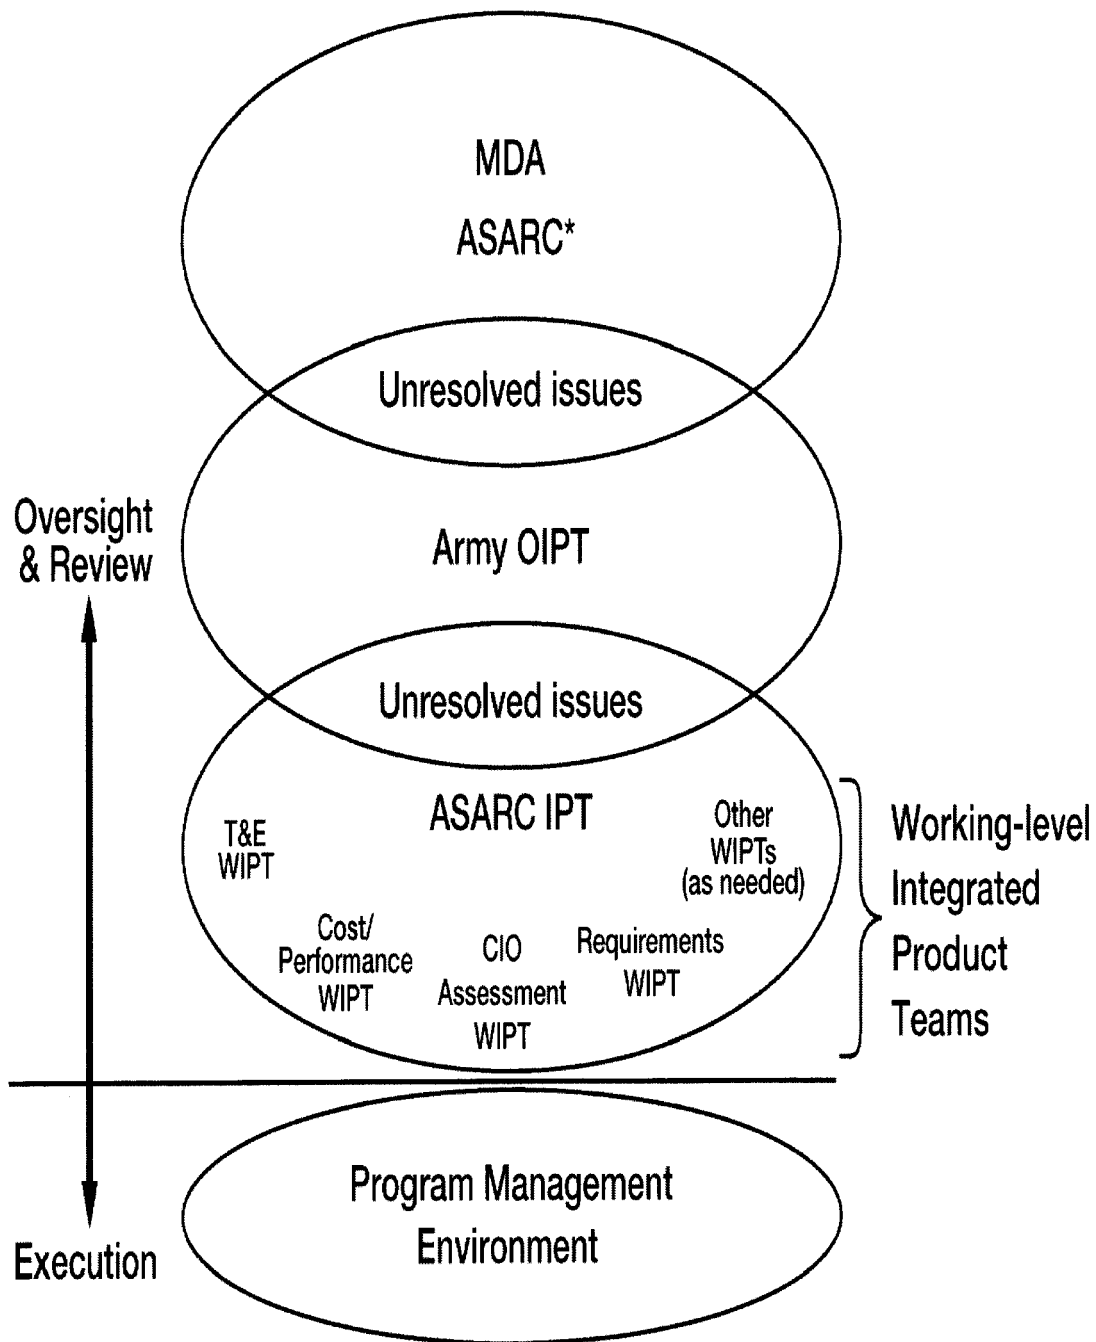 MDA
ASARC*
Unresolved issues
Oversight
& Review
Army OIPT
Unresolved issues
ASARC IPT
T&E
WIPT
Other
WIPTs
(as needed)
Cost/
Performance
WIPT
CIO
Assessment
WIPT
Requirements
WIPT
Working-level
Integrated
Product
Teams
Program Management
Environment
Execution